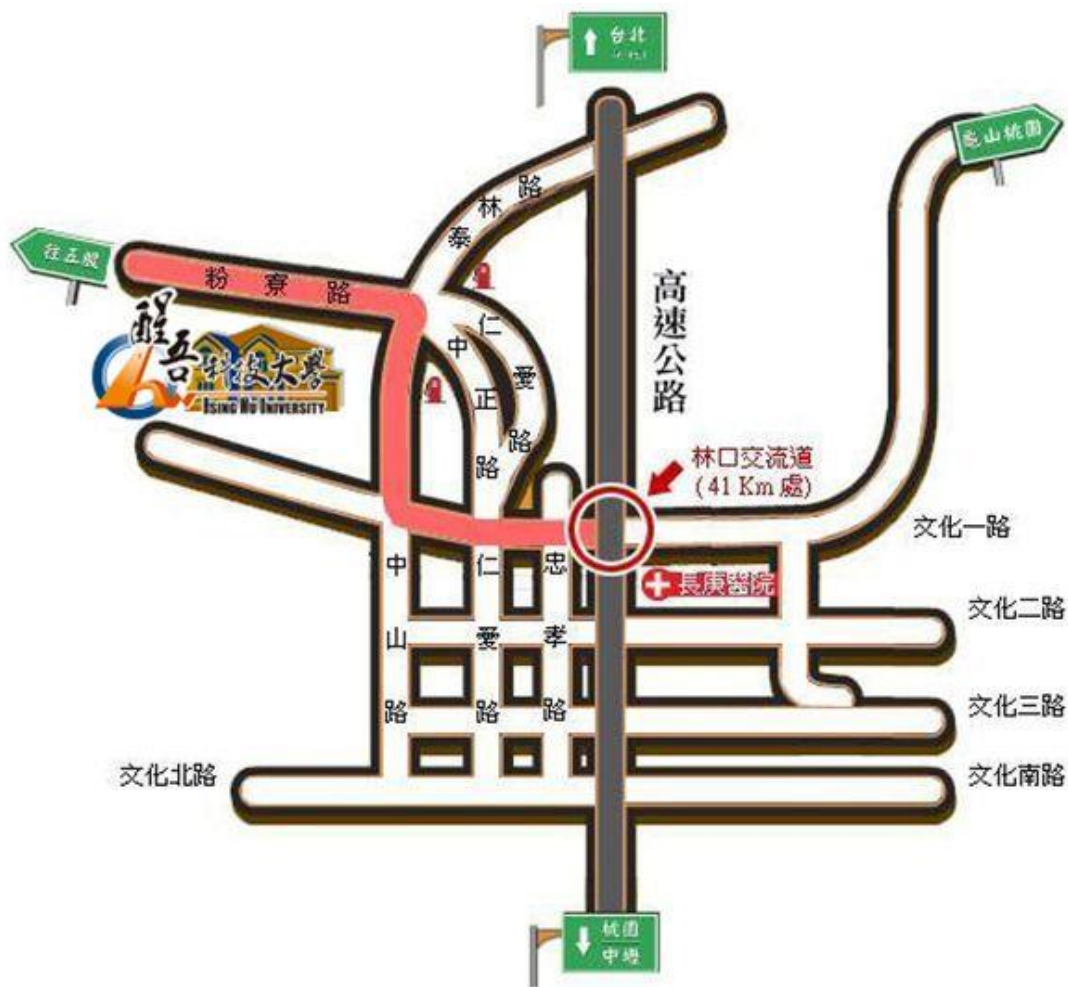 台北
龜山桃園
往五股
泰林路
粉寮路
仁愛路
中正路
高速公路
醒吾科技大學
HSING WU UNIVERSITY
林口交流道
(41 Km 處)
文化一路
長庚醫院
中山路
仁愛路
忠孝路
文化二路
文化三路
文化北路
文化南路
桃園
中壢